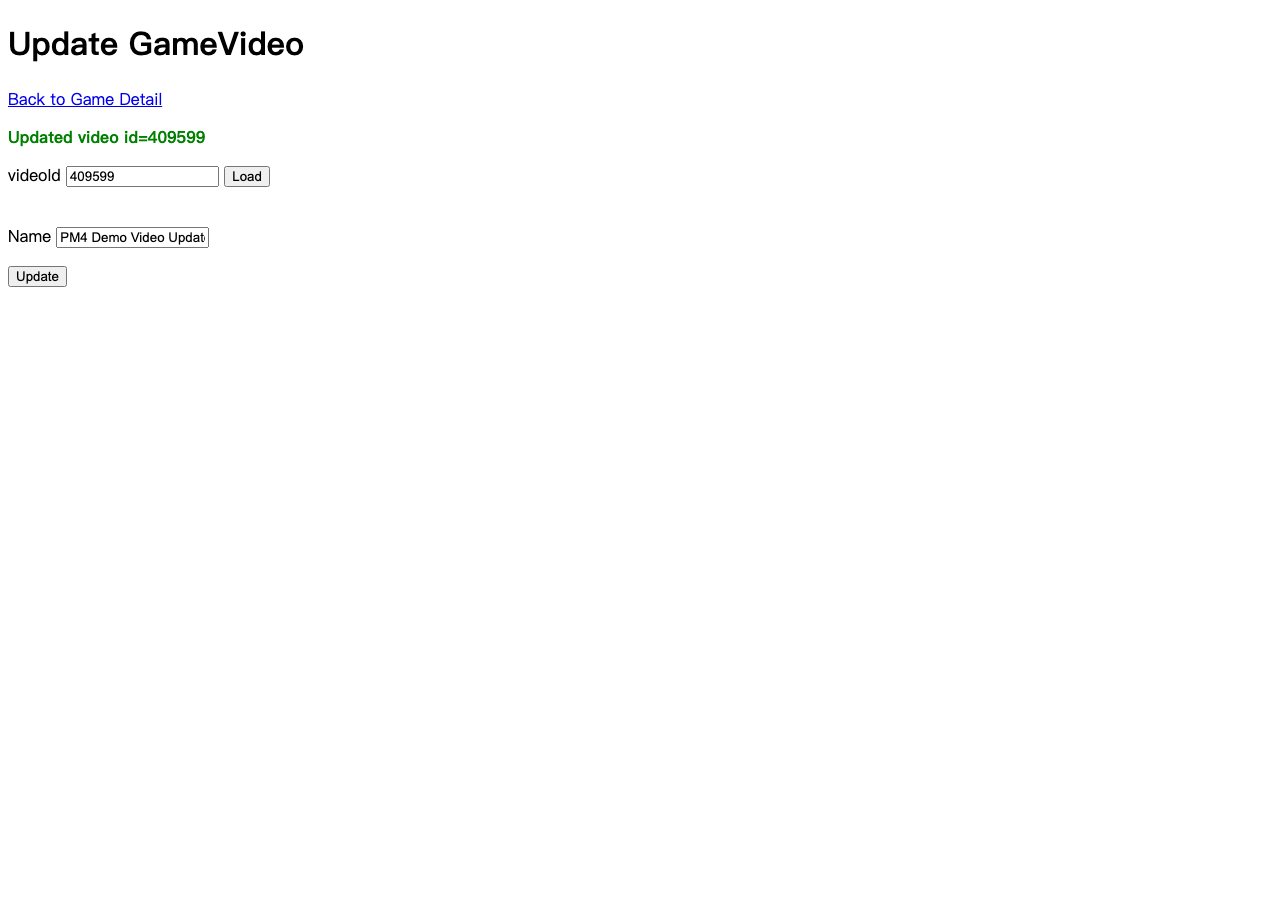 Update GameVideo
Back to Game Detail
Updated video id=409599
videoId 409599 Load
Name PM4 Demo Video Updat
Update